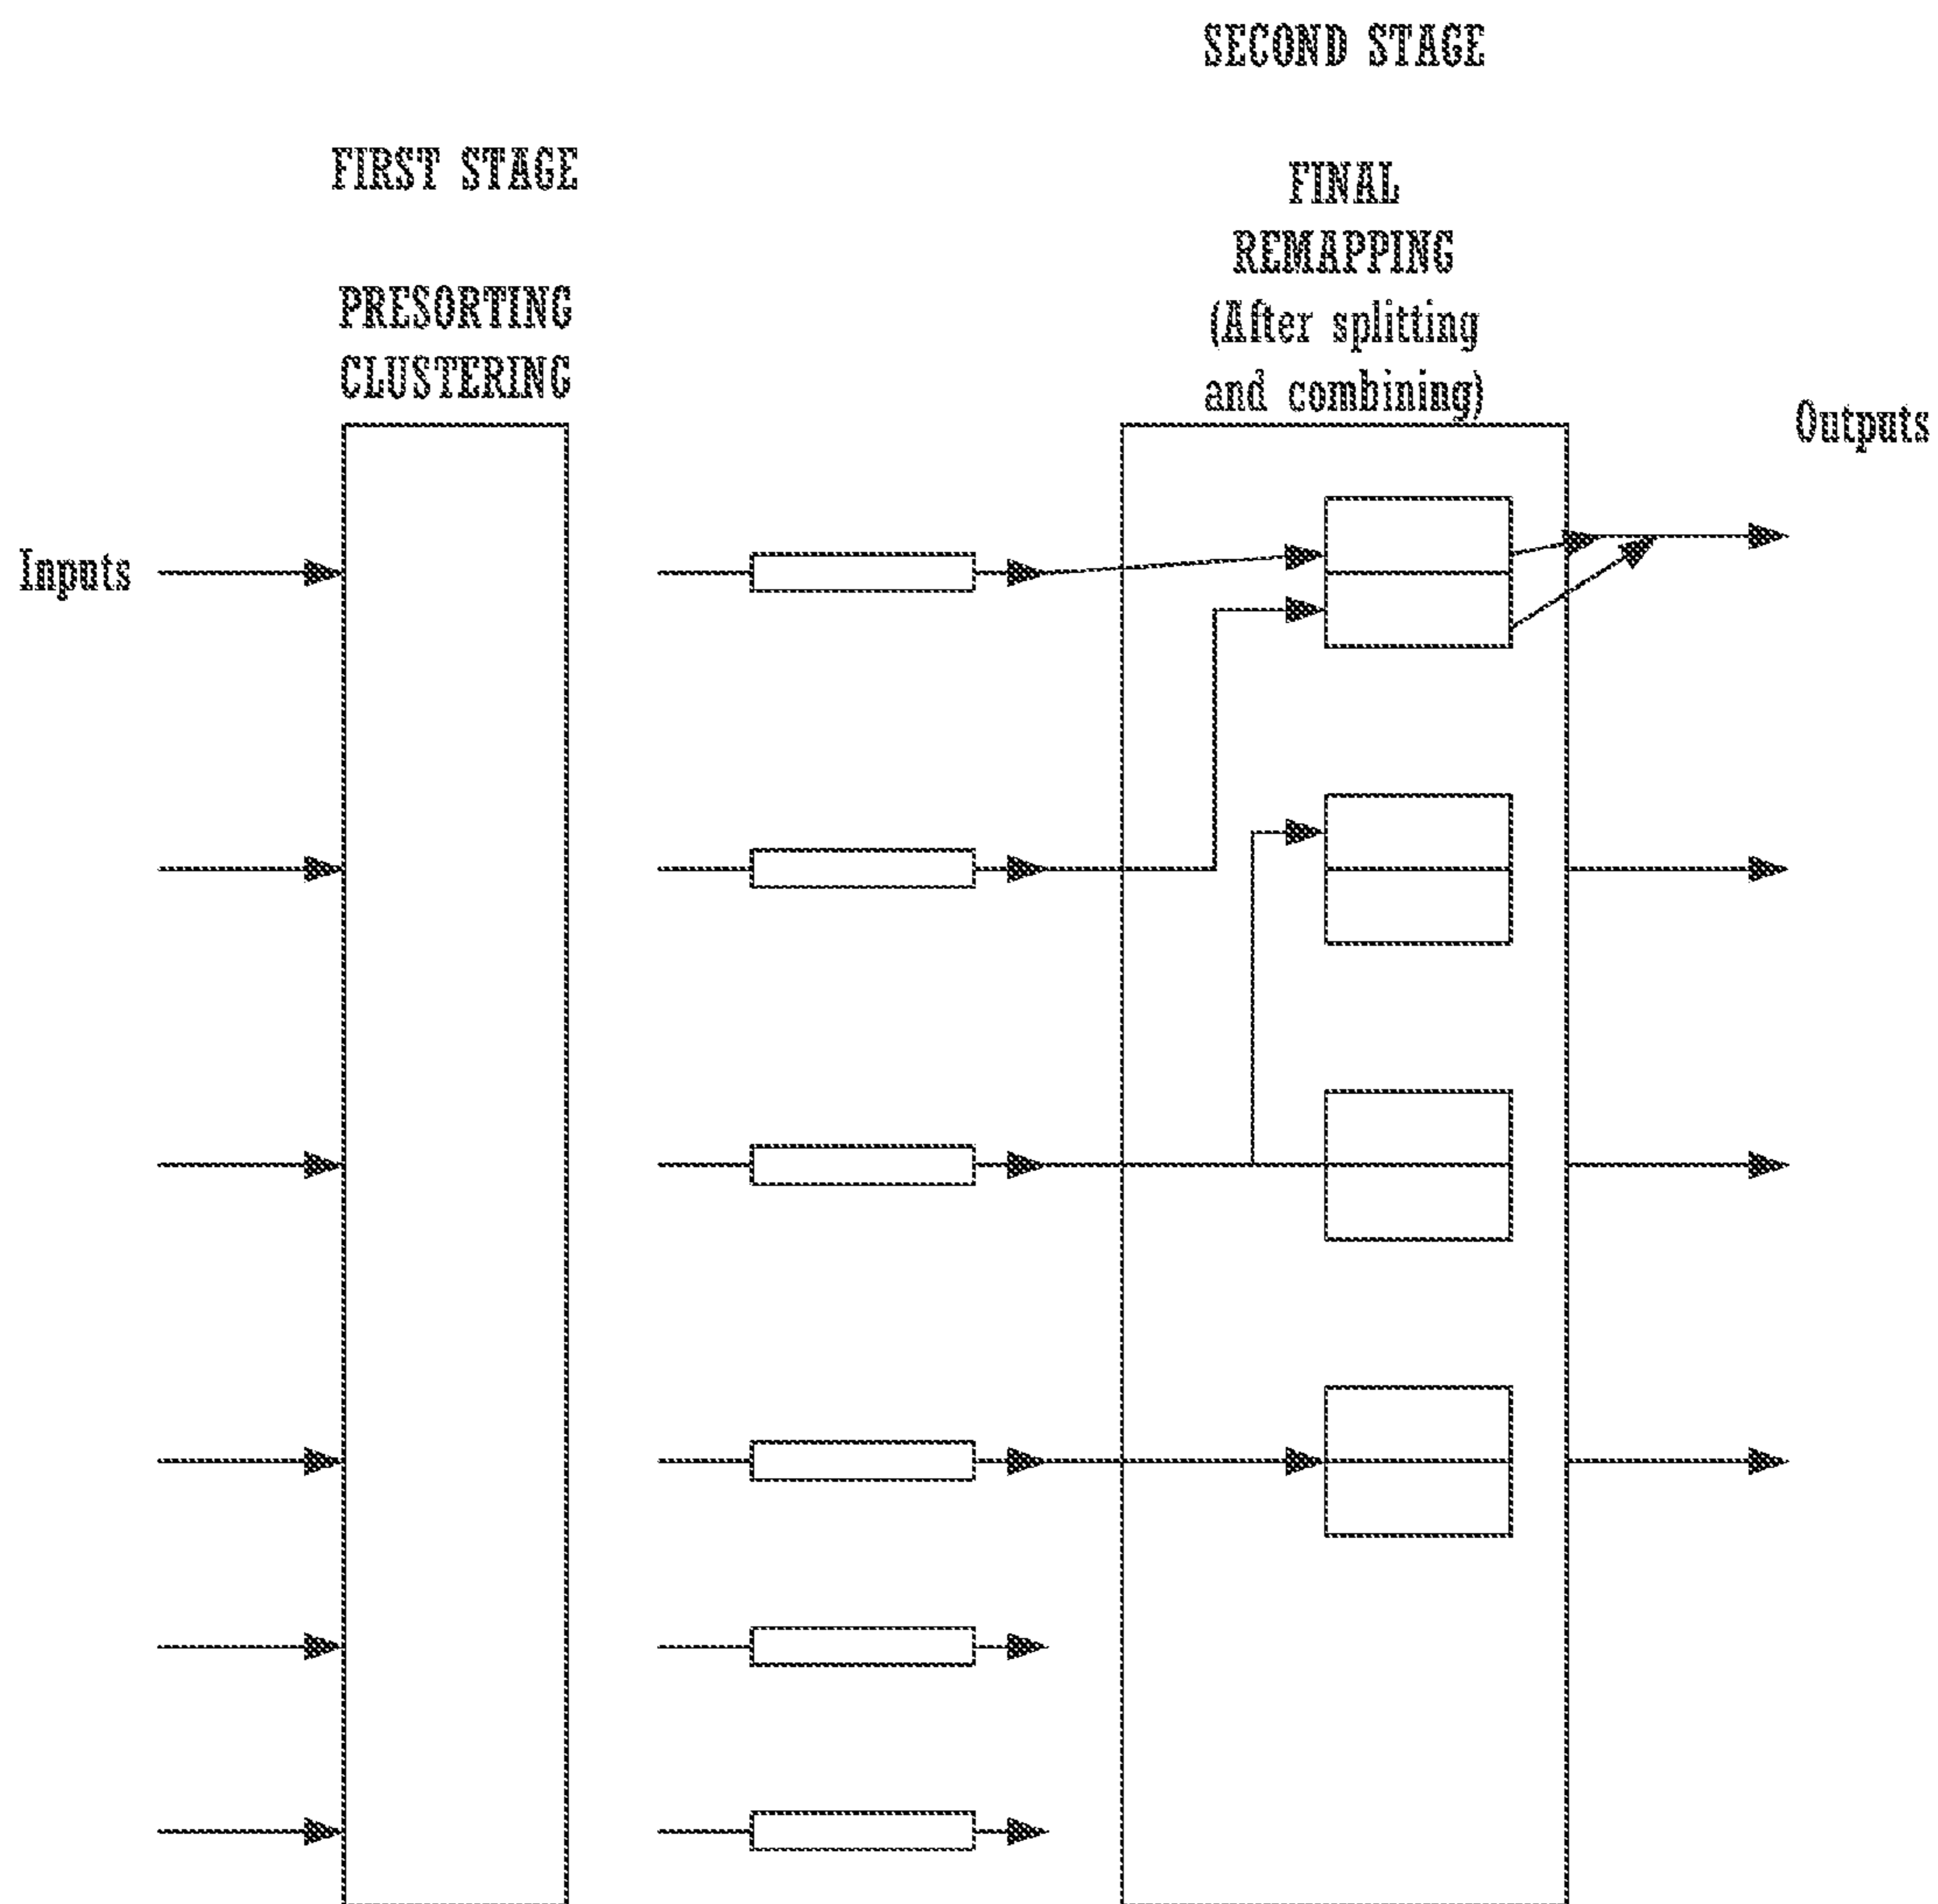 SECOND STAGE
FIRST STAGE
FINAL
REMAPPING
(After splitting
and combining)
PRESORTING
CLUSTERING
Outputs
Inputs